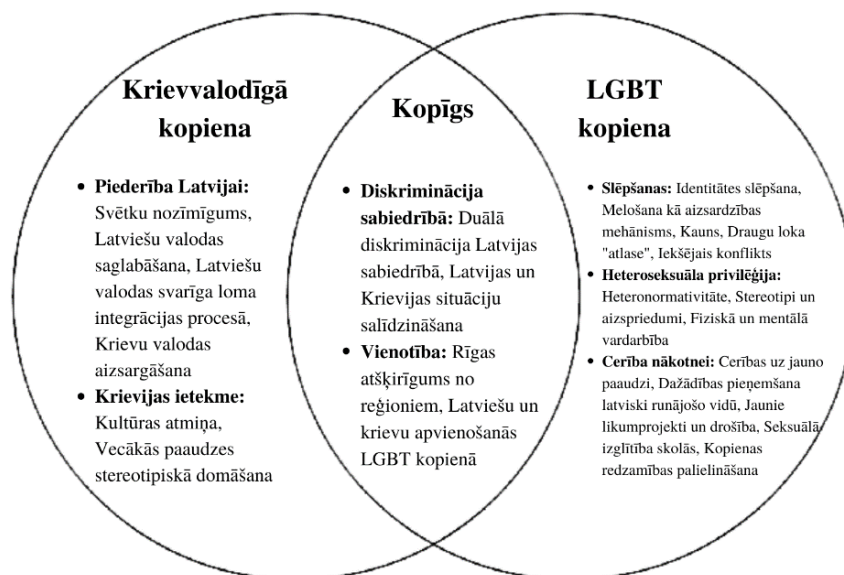 Krievvalodīgā
kopiena
• Piederība Latvijai:
Svētku nozīmīgums,
Latviešu valodas
saglabāšana, Latviešu
valodas svarīga loma
integrācijas procesā,
Krievu valodas
aizsargāšana
• Krievijas ietekme:
Kultūras atmiņa,
Vecākās paaudzes
stereotipiskā domāšana
Kopīgs
• Diskriminācija
sabiedrībā: Duālā
diskriminācija Latvijas
sabiedrībā, Latvijas un
Krievijas situāciju
salīdzināšana
• Vienotība: Rīgas
atšķirīgums no
reģioniem, Latviešu un
krievu apvienošanās
LGBT kopienā
LGBT
kopiena
• Slēpšanas: Identitātes slēpšana,
Melošana kā aizsardzības
mehānisms, Kauns, Draugu loka
"atlase", Iekšējais konflikts
• Heteroseksuāla privilēģija:
Heteronormativitāte, Stereotipi un
aizspriedumi, Fiziskā un mentālā
vardarbība
• Cerība nākotnei: Cerības uz jauno
paaudzi, Dažādības pieņemšana
latviski runājošo vidū, Jaunie
likumprojekti un drošība, Seksuālā
izglītība skolās, Kopienas
redzamības palielināšana